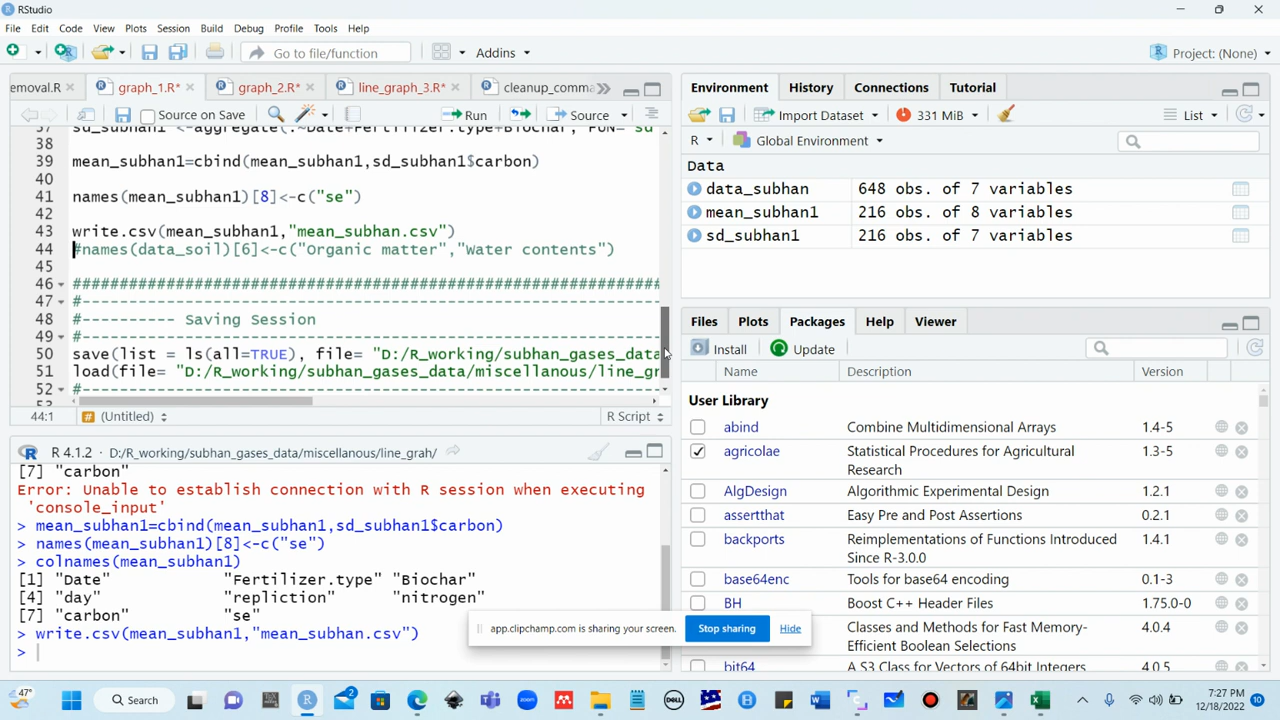 RStudio
File Edit Code View Plots Session Build Debug Profile Tools Help
Go to file/function Addins Project: (None)
emoval.R graph_1.R* graph_2.R* line_graph_3.R* cleanup_comma
Source on Save Run Source
37 sd_subhan1 <-aggregate(.~Date+Fertilizer.type+Biochar, FUN="sd"
38
39 mean_subhan1=cbind(mean_subhan1,sd_subhan1$carbon)
40
41 names(mean_subhan1)[8]<-c("se")
42
43 write.csv(mean_subhan1,"mean_subhan.csv")
44 #names(data_soil)[6]<-c("Organic matter","Water contents")
45
46 ###############################################################
47 #--------------------------------------------------------------
48 #---------- Saving Session
49 #--------------------------------------------------------------
50 save(list = ls(all=TRUE), file= "D:/R_working/subhan_gases_data
51 load(file= "D:/R_working/subhan_gases_data/miscellanous/line_gr
52 #--------------------------------------------------------------
53
44:1 (Untitled) R Script
R 4.1.2 . D:/R_working/subhan_gases_data/miscellanous/line_grah/
[7] "carbon"
Error: Unable to establish connection with R session when executing
'console_input'
> mean_subhan1=cbind(mean_subhan1,sd_subhan1$carbon)
> names(mean_subhan1)[8]<-c("se")
> colnames(mean_subhan1)
[1] "Date" "Fertilizer.type" "Biochar"
[4] "day" "repliction" "nitrogen"
[7] "carbon" "se"
> write.csv(mean_subhan1,"mean_subhan.csv")
>
Environment History Connections Tutorial
Import Dataset 331 MiB List
R Global Environment
Data
data_subhan 648 obs. of 7 variables
mean_subhan1 216 obs. of 8 variables
sd_subhan1 216 obs. of 7 variables
Files Plots Packages Help Viewer
Install Update
Name Description Version
User Library
abind Combine Multidimensional Arrays 1.4-5
agricolae Statistical Procedures for Agricultural Research 1.3-5
AlgDesign Algorithmic Experimental Design 1.2.1
assertthat Easy Pre and Post Assertions 0.2.1
backports Reimplementations of Functions Introduced Since R-3.0.0 1.4.1
base64enc Tools for base64 encoding 0.1-3
BH Boost C++ Header Files 1.75.0-0
bit Classes and Methods for Fast Memory-Efficient Boolean Selections 4.0.4
bit64 A S3 Class for Vectors of 64bit Integers 4.0.5
app.clipchamp.com is sharing your screen. Stop sharing Hide
47° Search 7:27 PM
12/18/2022